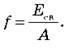 f = E_св / A .